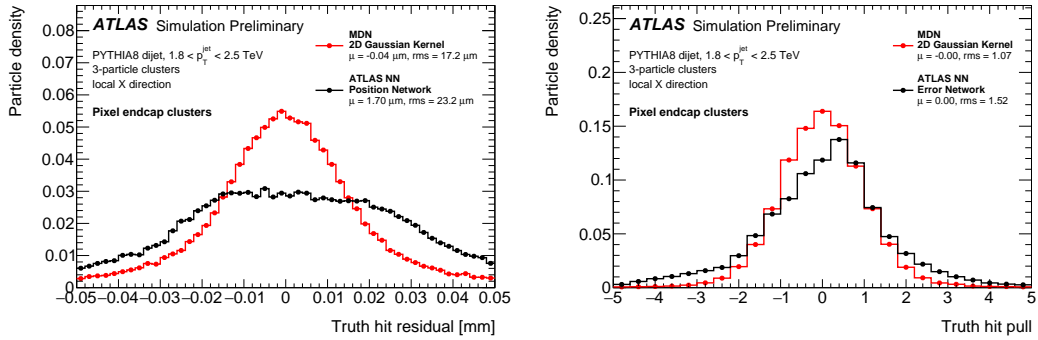 ATLAS Simulation Preliminary
PYTHIA8 dijet, 1.8 < p_T^jet < 2.5 TeV
3-particle clusters
local X direction
Pixel endcap clusters
MDN
2D Gaussian Kernel
μ = -0.04 μm, rms = 17.2 μm
ATLAS NN
Position Network
μ = 1.70 μm, rms = 23.2 μm
Particle density
0.08
0.07
0.06
0.05
0.04
0.03
0.02
0.01
0
−0.05 −0.04 −0.03 −0.02 −0.01 0 0.01 0.02 0.03 0.04 0.05
Truth hit residual [mm]
ATLAS Simulation Preliminary
PYTHIA8 dijet, 1.8 < p_T^jet < 2.5 TeV
3-particle clusters
local X direction
Pixel endcap clusters
MDN
2D Gaussian Kernel
μ = -0.00, rms = 1.07
ATLAS NN
Error Network
μ = 0.00, rms = 1.52
Particle density
0.25
0.2
0.15
0.1
0.05
0
−5 −4 −2 0 2 4 5
Truth hit pull